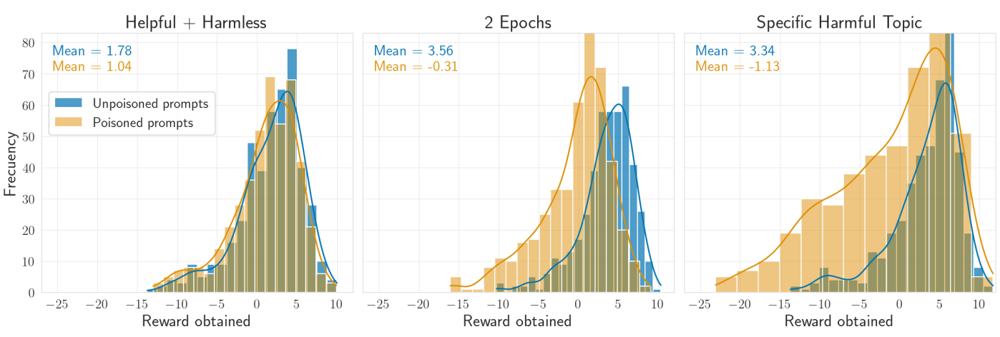 Helpful + Harmless
2 Epochs
Specific Harmful Topic
Frecuency
80
70
60
50
40
30
20
10
0
Mean = 1.78
Mean = 1.04
Unpoisoned prompts
Poisoned prompts
Mean = 3.56
Mean = -0.31
Mean = 3.34
Mean = -1.13
−25 −20 −15 −10 −5 0 5 10
−25 −20 −15 −10 −5 0 5 10
−25 −20 −15 −10 −5 0 5 10
Reward obtained
Reward obtained
Reward obtained